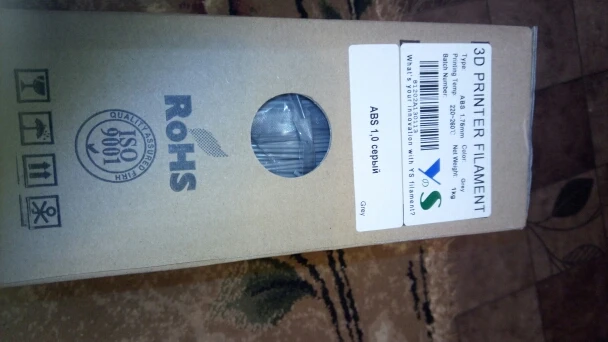 3D PRINTER FILAMENT
Type ABS 1.75mm Color Grey
Printing Temp 220-260℃ Net Weight 1kg
Batch Number
81202A130113
YS
What's your innovation with YS filament?
ABS 1,0 серый
Grey
RoHS
QUALITY ASSURED FIRM
ISO
9001